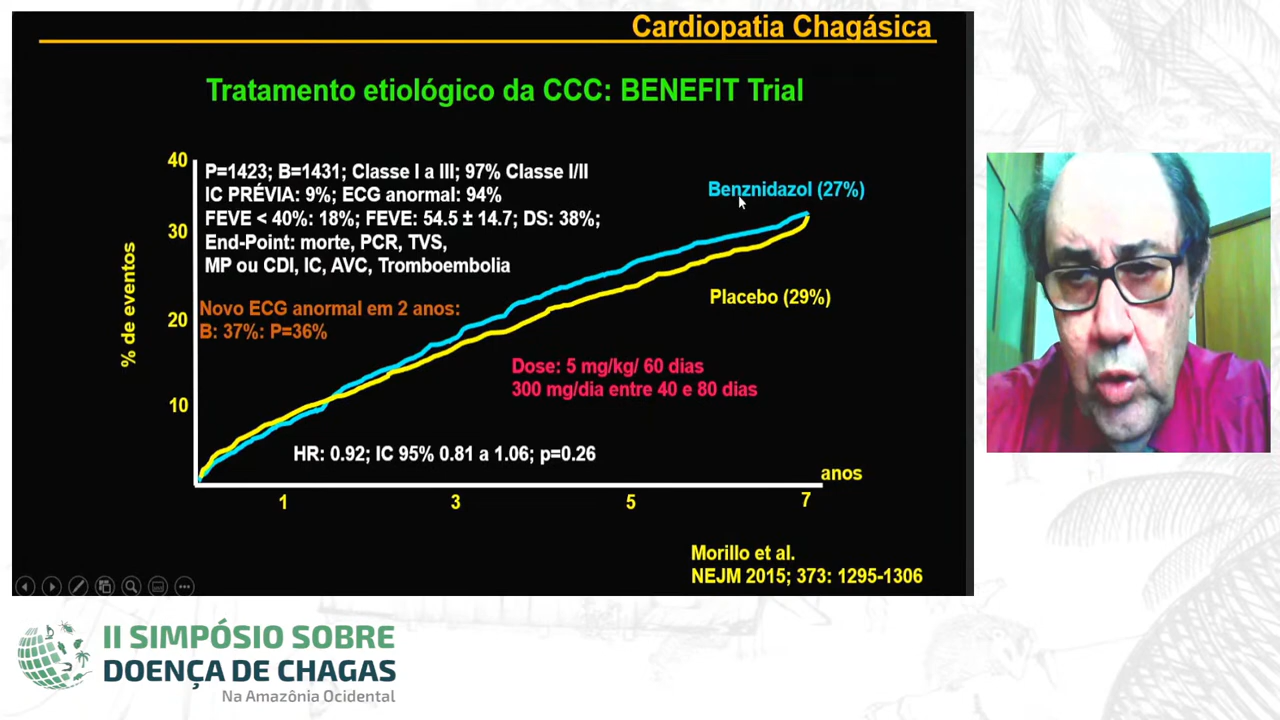 Cardiopatia Chagásica
Tratamento etiológico da CCC: BENEFIT Trial
% de eventos
40
30
20
10
P=1423; B=1431; Classe I a III; 97% Classe I/II
IC PRÉVIA: 9%; ECG anormal: 94%
FEVE < 40%: 18%; FEVE: 54.5 ± 14.7; DS: 38%;
End-Point: morte, PCR, TVS,
MP ou CDI, IC, AVC, Tromboembolia
Novo ECG anormal em 2 anos:
B: 37%: P=36%
Benznidazol (27%)
Placebo (29%)
Dose: 5 mg/kg/ 60 dias
300 mg/dia entre 40 e 80 dias
HR: 0.92; IC 95% 0.81 a 1.06; p=0.26
anos
1
3
5
7
Morillo et al.
NEJM 2015; 373: 1295-1306
II SIMPÓSIO SOBRE
DOENÇA DE CHAGAS
Na Amazônia Ocidental